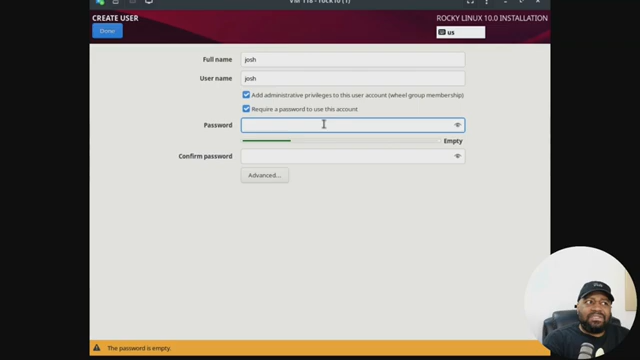 VM 118 - rock10 (1)
CREATE USER
ROCKY LINUX 10.0 INSTALLATION
Done
us
Full name
josh
User name
josh
Add administrative privileges to this user account (wheel group membership)
Require a password to use this account
Password
Empty
Confirm password
Advanced...
The password is empty.